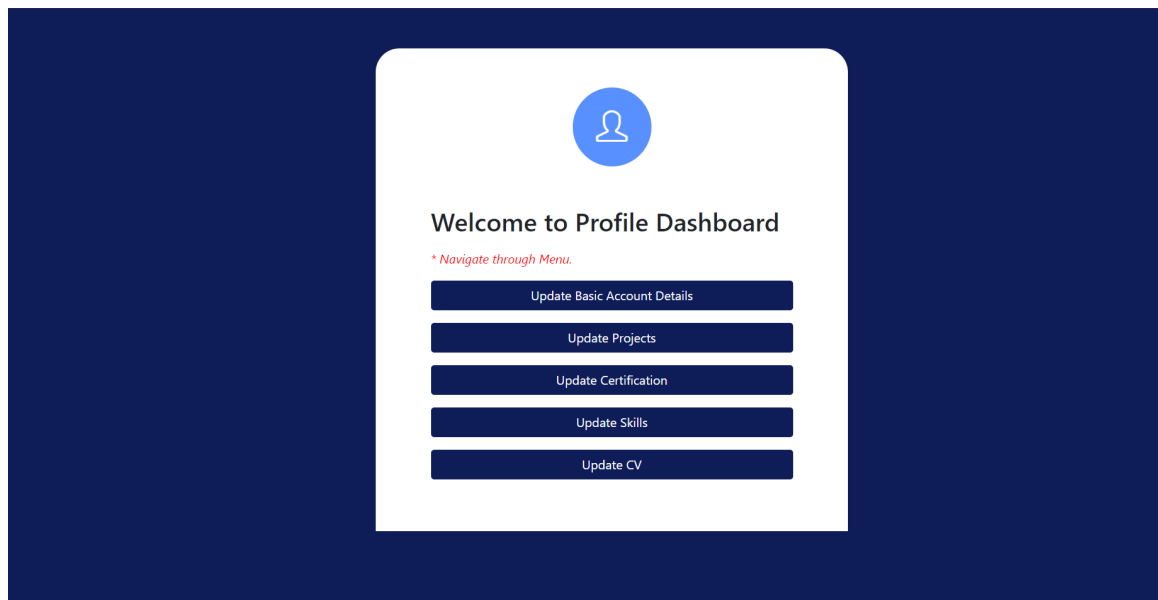 Welcome to Profile Dashboard
* Navigate through Menu.
Update Basic Account Details
Update Projects
Update Certification
Update Skills
Update CV